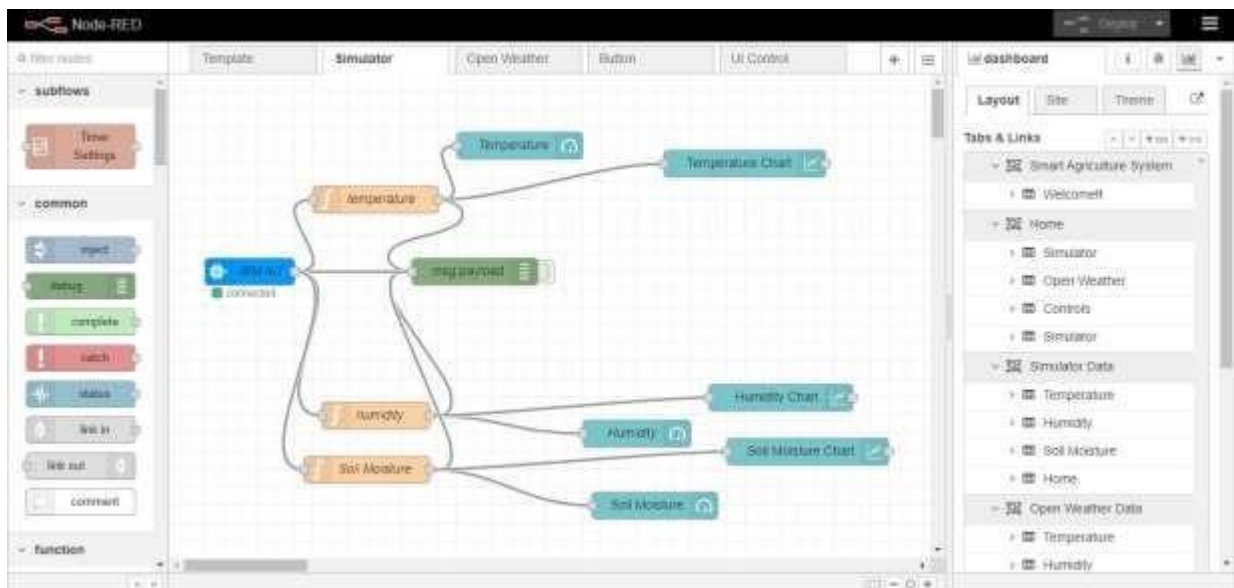 Node-RED
Deploy
filter nodes
Template
Simulator
Open Weather
Button
UI Control
dashboard
i
subflows
Timer
Settings
common
inject
debug
complete
catch
status
link in
link out
comment
function
Temperature
Temperature Chart
temperature
connected
msg.payload
Humidity Chart
Humidity
Humidity
Soil Moisture Chart
Soil Moisture
Soil Moisture
Layout
Site
Theme
Tabs & Links
Smart Agriculture System
Home
Simulator
Open Weather
Controls
Simulator
Simulator Data
Temperature
Humidity
Soil Moisture
Home
Open Weather Data
Temperature
Humidity